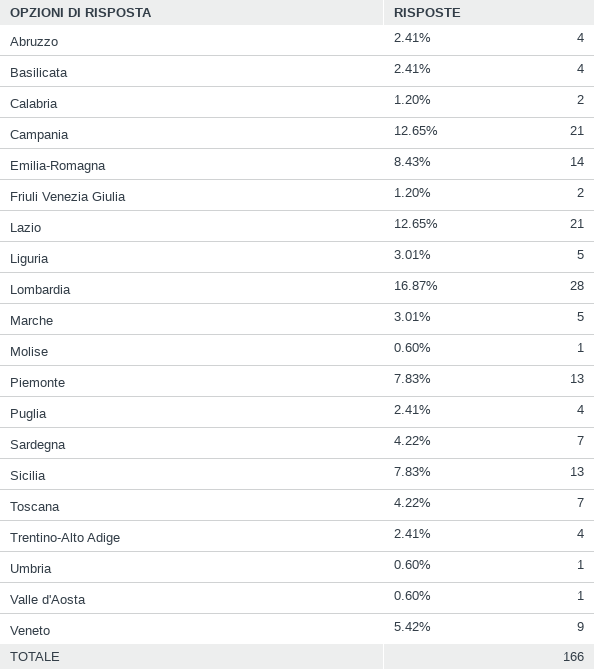 OPZIONI DI RISPOSTA RISPOSTE
Abruzzo 2.41% 4
Basilicata 2.41% 4
Calabria 1.20% 2
Campania 12.65% 21
Emilia-Romagna 8.43% 14
Friuli Venezia Giulia 1.20% 2
Lazio 12.65% 21
Liguria 3.01% 5
Lombardia 16.87% 28
Marche 3.01% 5
Molise 0.60% 1
Piemonte 7.83% 13
Puglia 2.41% 4
Sardegna 4.22% 7
Sicilia 7.83% 13
Toscana 4.22% 7
Trentino-Alto Adige 2.41% 4
Umbria 0.60% 1
Valle d'Aosta 0.60% 1
Veneto 5.42% 9
TOTALE 166